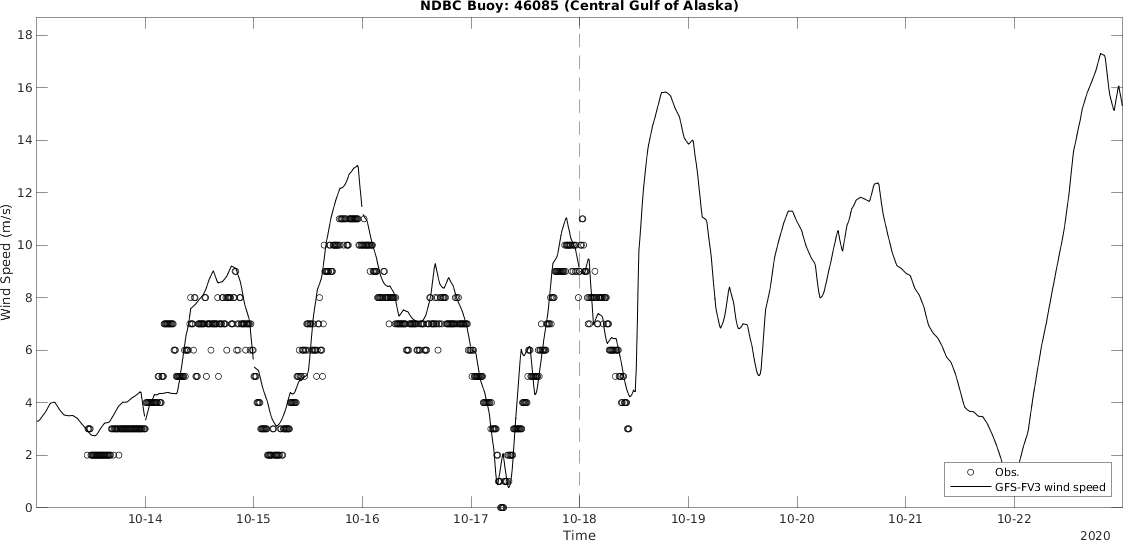 NDBC Buoy: 46085 (Central Gulf of Alaska)
18
16
14
12
10
8
6
4
2
0
Wind Speed (m/s)
Obs.
GFS-FV3 wind speed
10-14 10-15 10-16 10-17 10-18 10-19 10-20 10-21 10-22
Time
2020